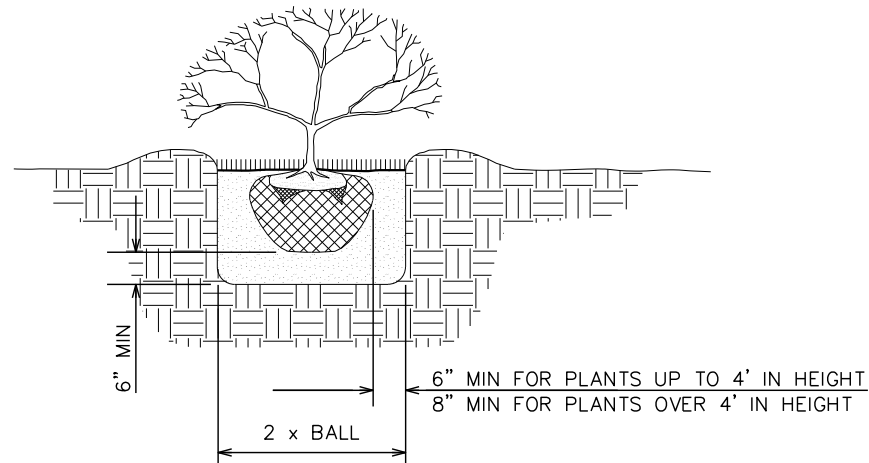 6" MIN
6" MIN FOR PLANTS UP TO 4' IN HEIGHT
8" MIN FOR PLANTS OVER 4' IN HEIGHT
2 x BALL